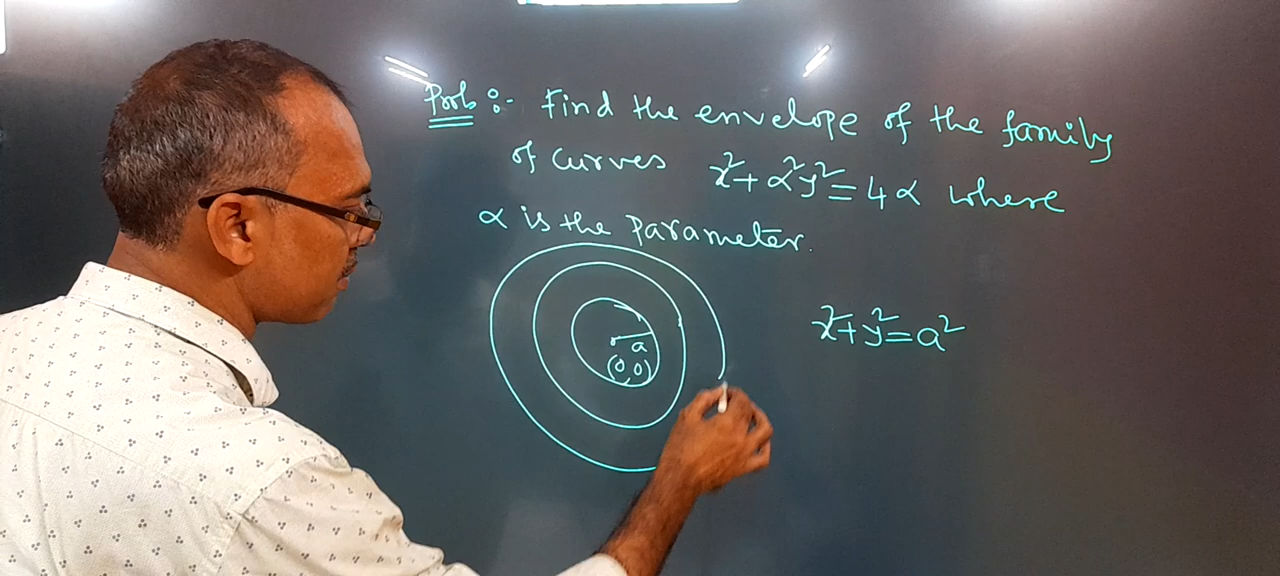 Prob :- Find the envelope of the family
of curves x² + α²y² = 4α where
α is the parameter.
x² + y² = a²
a
(0,0)